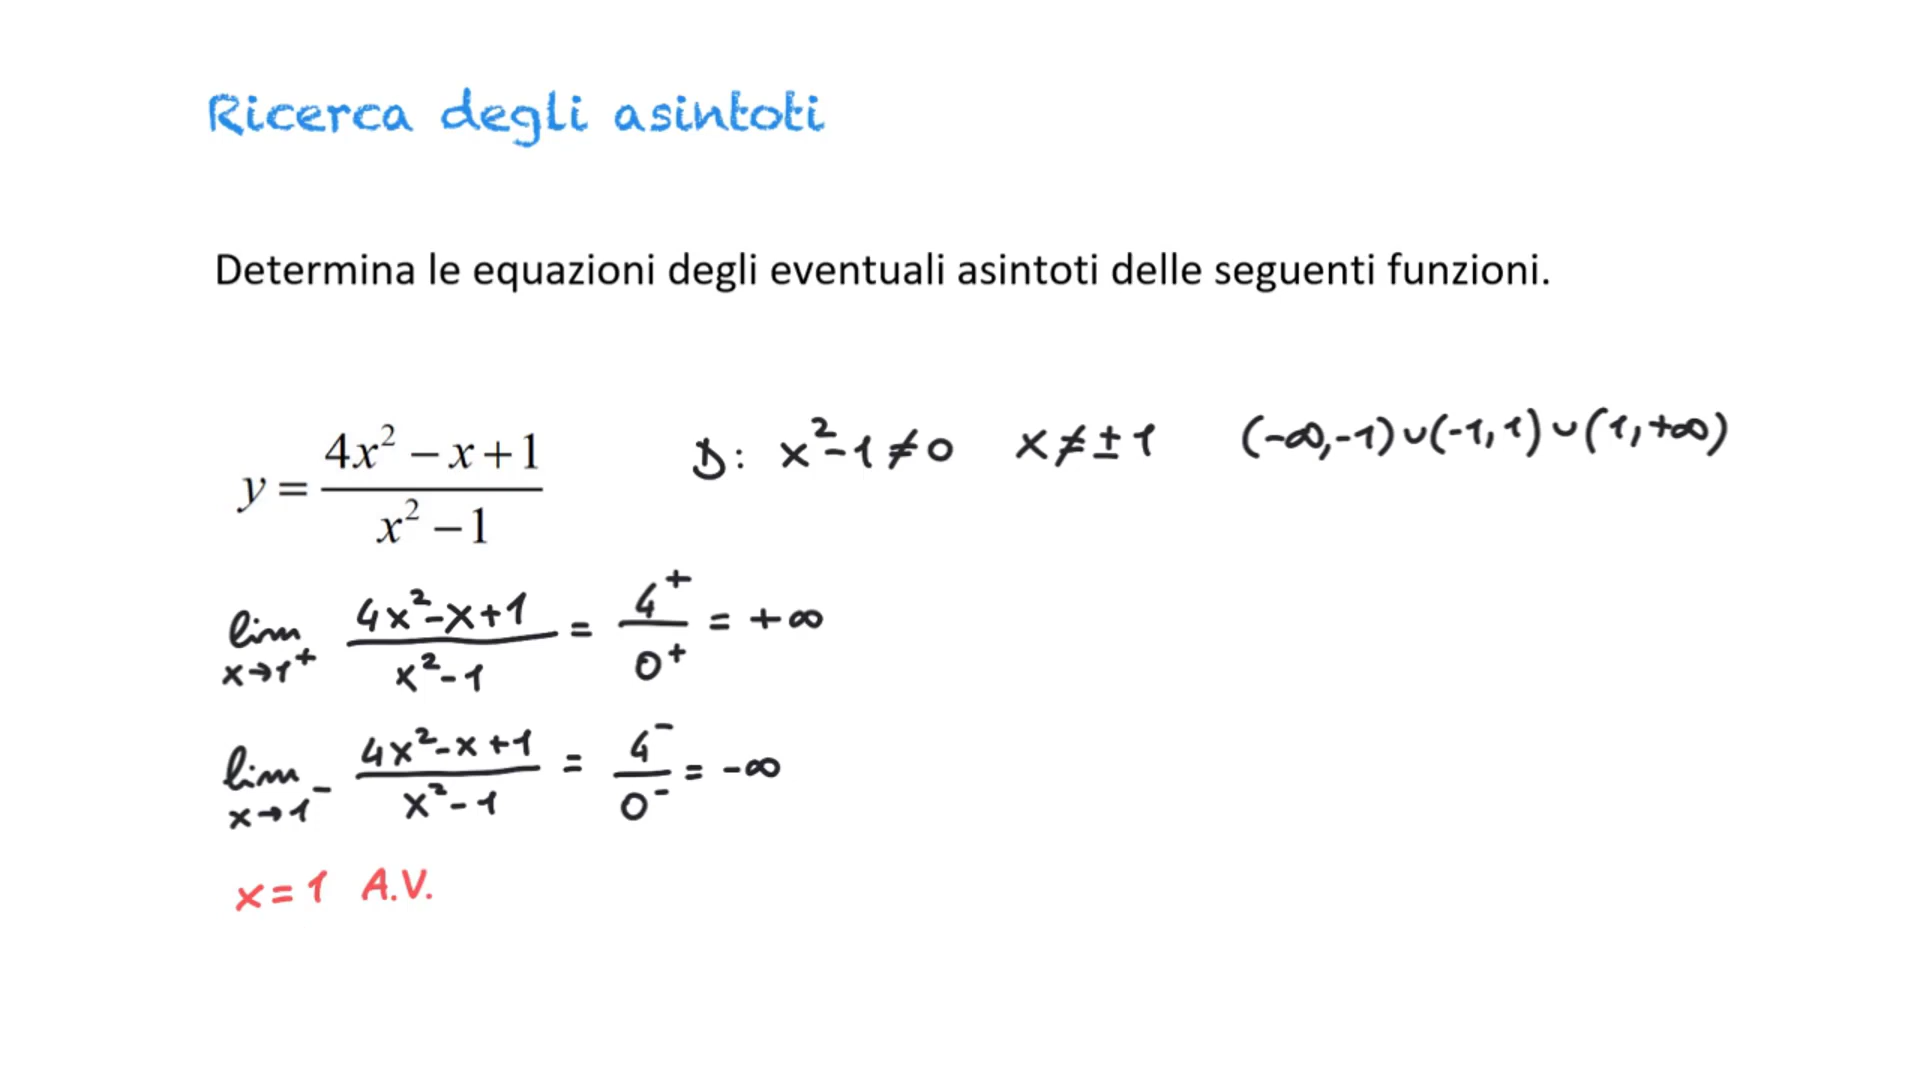 Ricerca degli asintoti
Determina le equazioni degli eventuali asintoti delle seguenti funzioni.
y = (4x² − x + 1)/(x² − 1)   D: x²-1≠0   x≠±1   (-∞,-1)∪(-1,1)∪(1,+∞)
lim x→1⁺ (4x²-x+1)/(x²-1) = 4⁺/0⁺ = +∞
lim x→1⁻ (4x²-x+1)/(x²-1) = 4⁻/0⁻ = -∞
x=1 A.V.